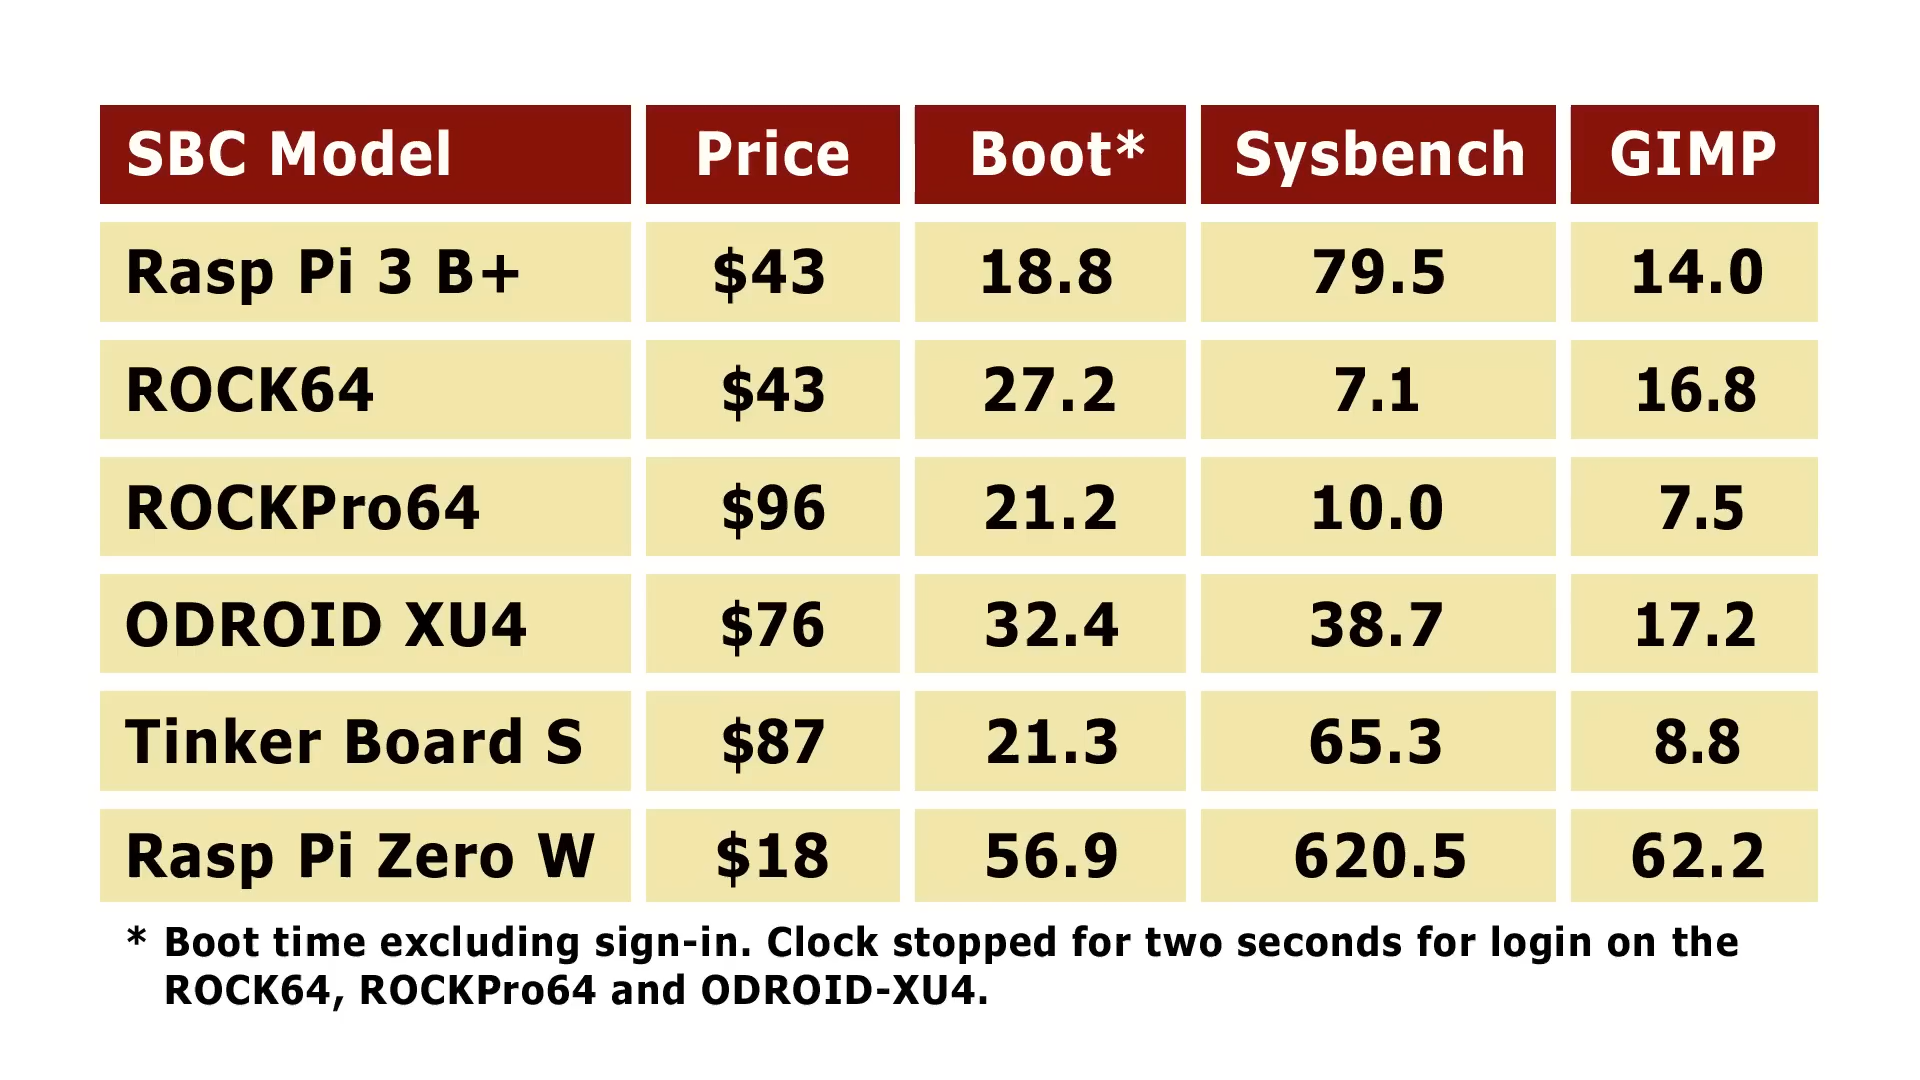 SBC Model Price Boot* Sysbench GIMP
Rasp Pi 3 B+ $43 18.8 79.5 14.0
ROCK64 $43 27.2 7.1 16.8
ROCKPro64 $96 21.2 10.0 7.5
ODROID XU4 $76 32.4 38.7 17.2
Tinker Board S $87 21.3 65.3 8.8
Rasp Pi Zero W $18 56.9 620.5 62.2
* Boot time excluding sign-in. Clock stopped for two seconds for login on the
ROCK64, ROCKPro64 and ODROID-XU4.